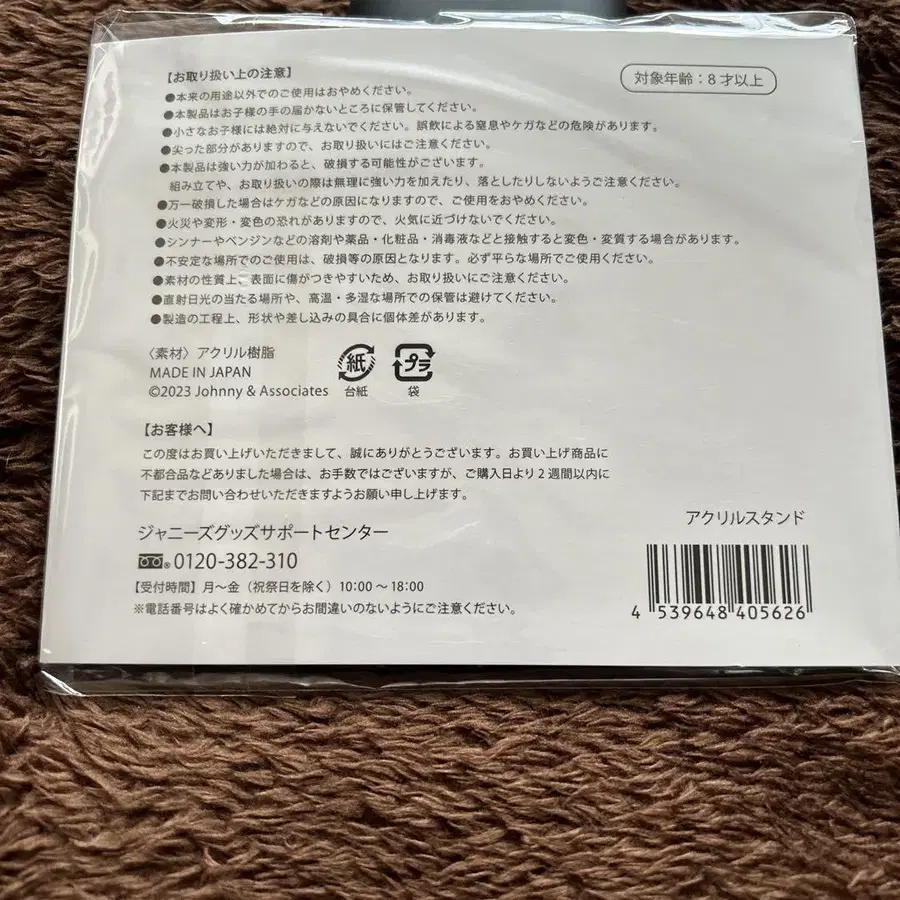 【お取り扱い上の注意】
対象年齢：8才以上
●本来の用途以外でのご使用はおやめください。
●本製品はお子様の手の届かないところに保管してください。
●小さなお子様には絶対に与えないでください。誤飲による窒息やケガなどの危険があります。
●尖った部分がありますので、お取り扱いにはご注意ください。
●本製品は強い力が加わると、破損する可能性がございます。
組み立てや、お取り扱いの際は無理に強い力を加えたり、落としたりしないようご注意ください。
●万一破損した場合はケガなどの原因になりますので、ご使用をおやめください。
●火災や変形・変色の恐れがありますので、火気に近づけないでください。
●シンナーやベンジンなどの溶剤や薬品・化粧品・消毒液などと接触すると変色・変質する場合があります。
●不安定な場所でのご使用は、破損等の原因となります。必ず平らな場所でご使用ください。
●素材の性質上、表面に傷がつきやすいため、お取り扱いにご注意ください。
●直射日光の当たる場所や、高温・多湿な場所での保管は避けてください。
●製造の工程上、形状や差し込みの具合に個体差があります。
〈素材〉アクリル樹脂
MADE IN JAPAN
©2023 Johnny & Associates
紙
台紙
プラ
袋
【お客様へ】
この度はお買い上げいただきまして、誠にありがとうございます。お買い上げ商品に
不都合品などありました場合は、お手数ではございますが、ご購入日より2週間以内に
下記までお問い合わせいただきますようお願い申し上げます。
ジャニーズグッズサポートセンター
0120-382-310
【受付時間】月～金（祝祭日を除く）10:00～18:00
※電話番号はよく確かめてからお間違いのないようにご注意ください。
アクリルスタンド
4 539648 405626